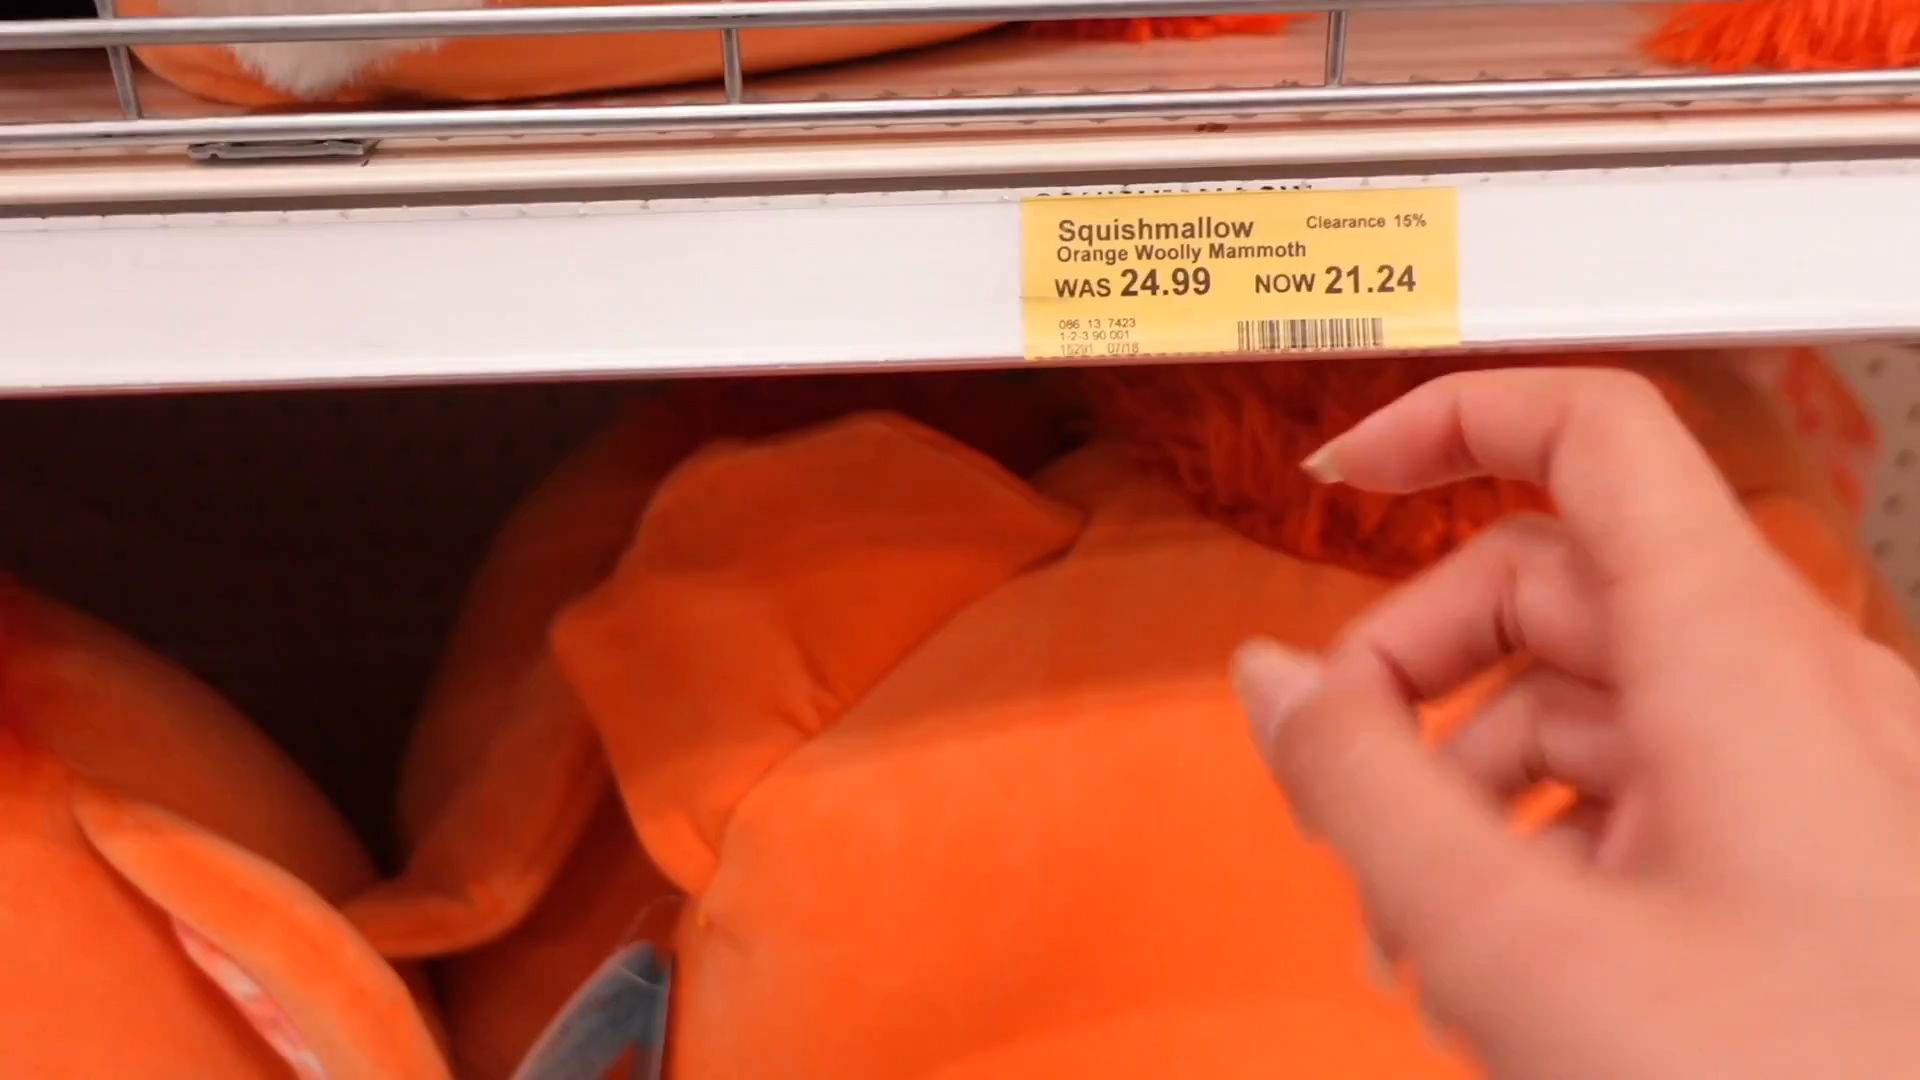 Squishmallow Clearance 15%
Orange Woolly Mammoth
WAS 24.99 NOW 21.24
086 13 7423
1-2-3 90 001
15291 07/18